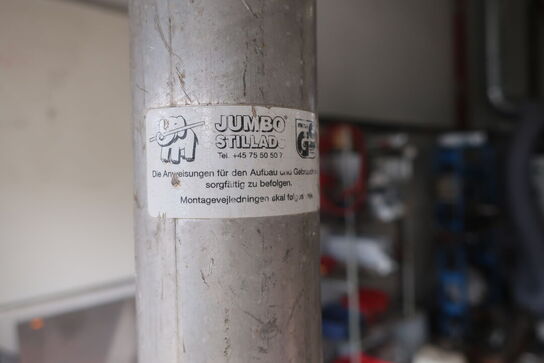 JUMBO®
STILLADS
Tel. +45 75 50 50 7
Die Anweisungen für den Aufbau und Gebrauch
sorgfältig zu befolgen.
Montagevejledningen skal følges